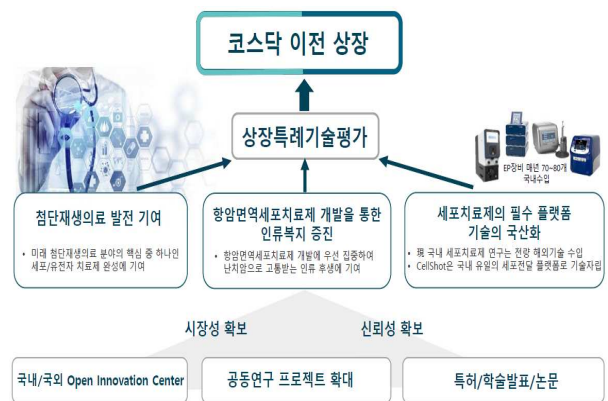 코스닥 이전 상장
상장특례기술평가
EP장비 매년 70~80개
국내수입
첨단재생의료 발전 기여
• 미래 첨단재생의료 분야의 핵심 중 하나인
세포/유전자 치료제 완성에 기여
항암면역세포치료제 개발을 통한
인류복지 증진
• 항암면역세포치료제 개발에 우선 집중하여
난치암으로 고통받는 인류 후생에 기여
세포치료제의 필수 플랫폼
기술의 국산화
• 現 국내 세포치료제 연구는 전량 해외기술 수입
• CellShot은 국내 유일의 세포전달 플랫폼로 기술자립
시장성 확보
신뢰성 확보
국내/국외 Open Innovation Center
공동연구 프로젝트 확대
특허/학술발표/논문